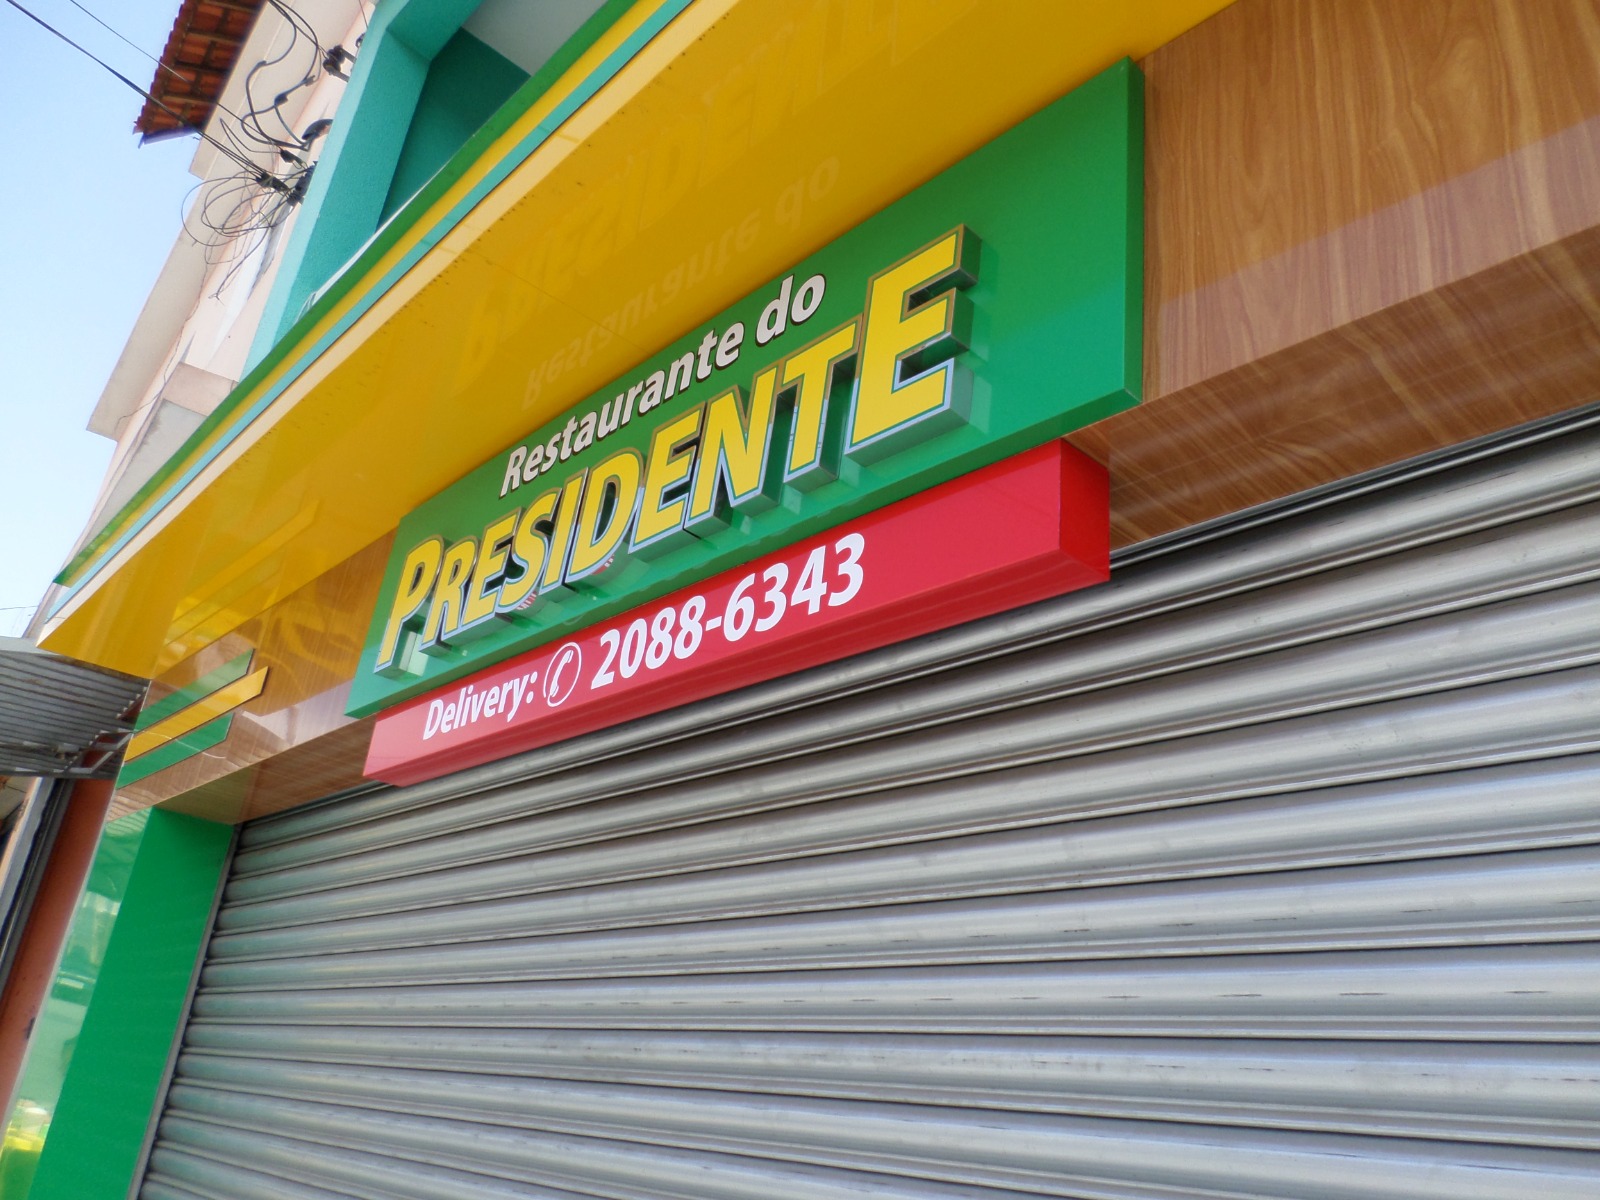 Restaurante do
PRESIDENTE
Delivery: 2088-6343